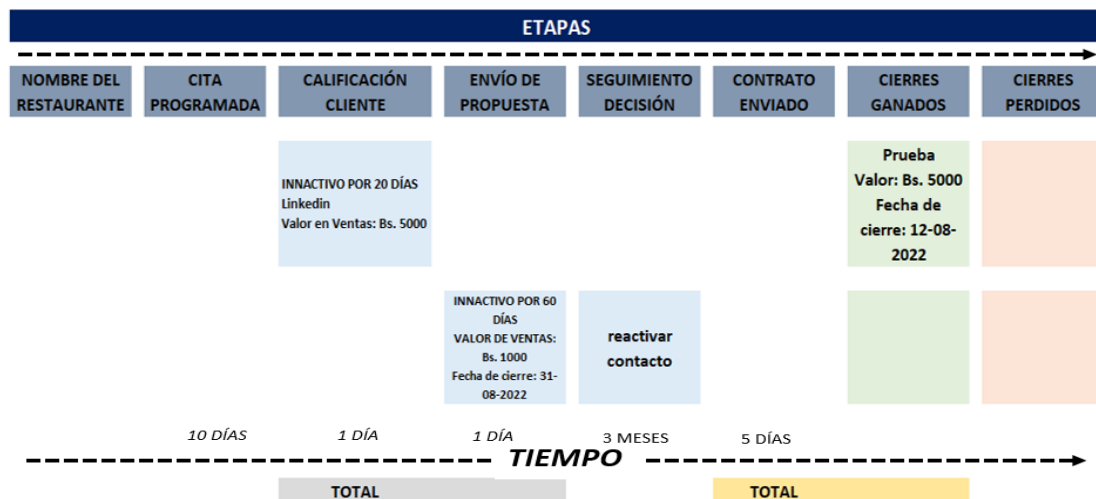 ETAPAS
NOMBRE DEL
RESTAURANTE
CITA
PROGRAMADA
CALIFICACIÓN
CLIENTE
ENVÍO DE
PROPUESTA
SEGUIMIENTO
DECISIÓN
CONTRATO
ENVIADO
CIERRES
GANADOS
CIERRES
PERDIDOS
INNACTIVO POR 20 DÍAS
Linkedin
Valor en Ventas: Bs. 5000
Prueba
Valor: Bs. 5000
Fecha de
cierre: 12-08-
2022
INNACTIVO POR 60
DÍAS
VALOR DE VENTAS:
Bs. 1000
Fecha de cierre: 31-
08-2022
reactivar
contacto
10 DÍAS
1 DÍA
1 DÍA
3 MESES
5 DÍAS
TIEMPO
TOTAL
TOTAL